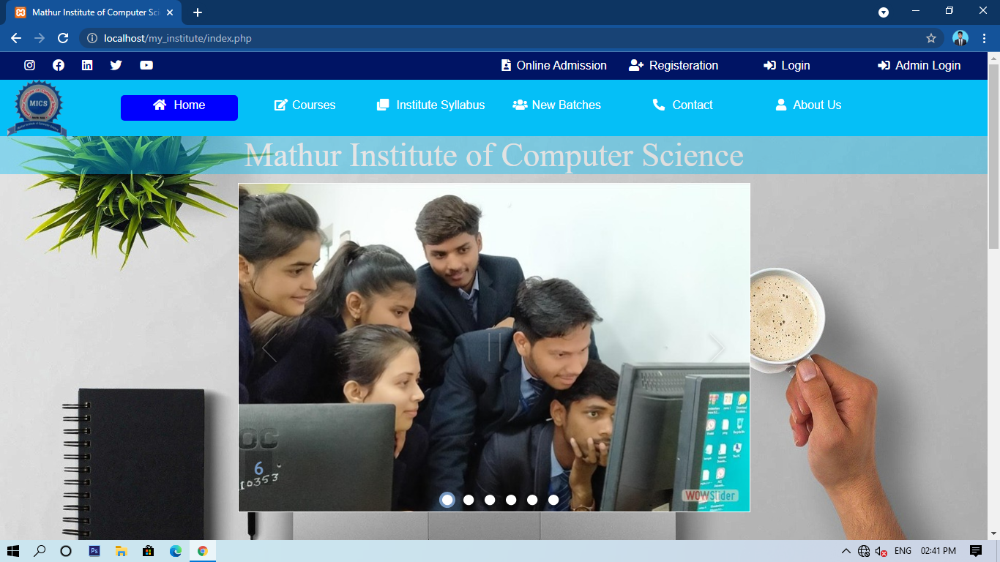 Mathur Institute of Computer Sci
localhost/my_institute/index.php
Online Admission Registeration Login Admin Login
MICS
Home Courses Institute Syllabus New Batches Contact About Us
Mathur Institute of Computer Science
OC
6
10353
WOWSlider
ENG 02:41 PM